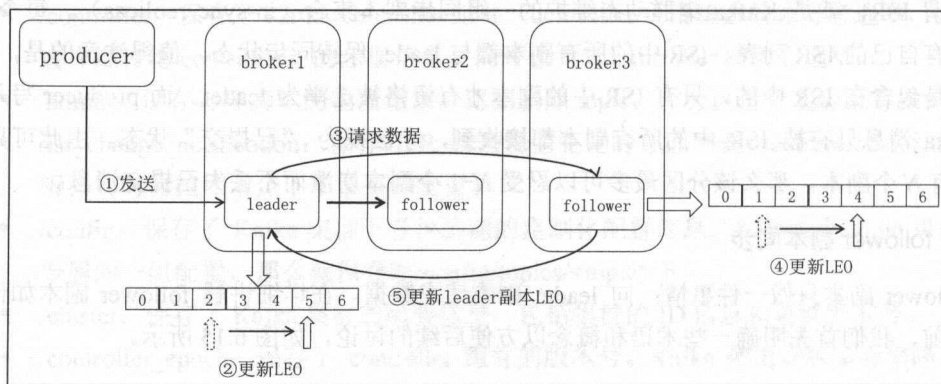 producer
broker1
broker2
broker3
③请求数据
①发送
leader
follower
follower
0 1 2 3 4 5 6
④更新LEO
0 1 2 3 4 5 6
⑤更新leader副本LEO
②更新LEO